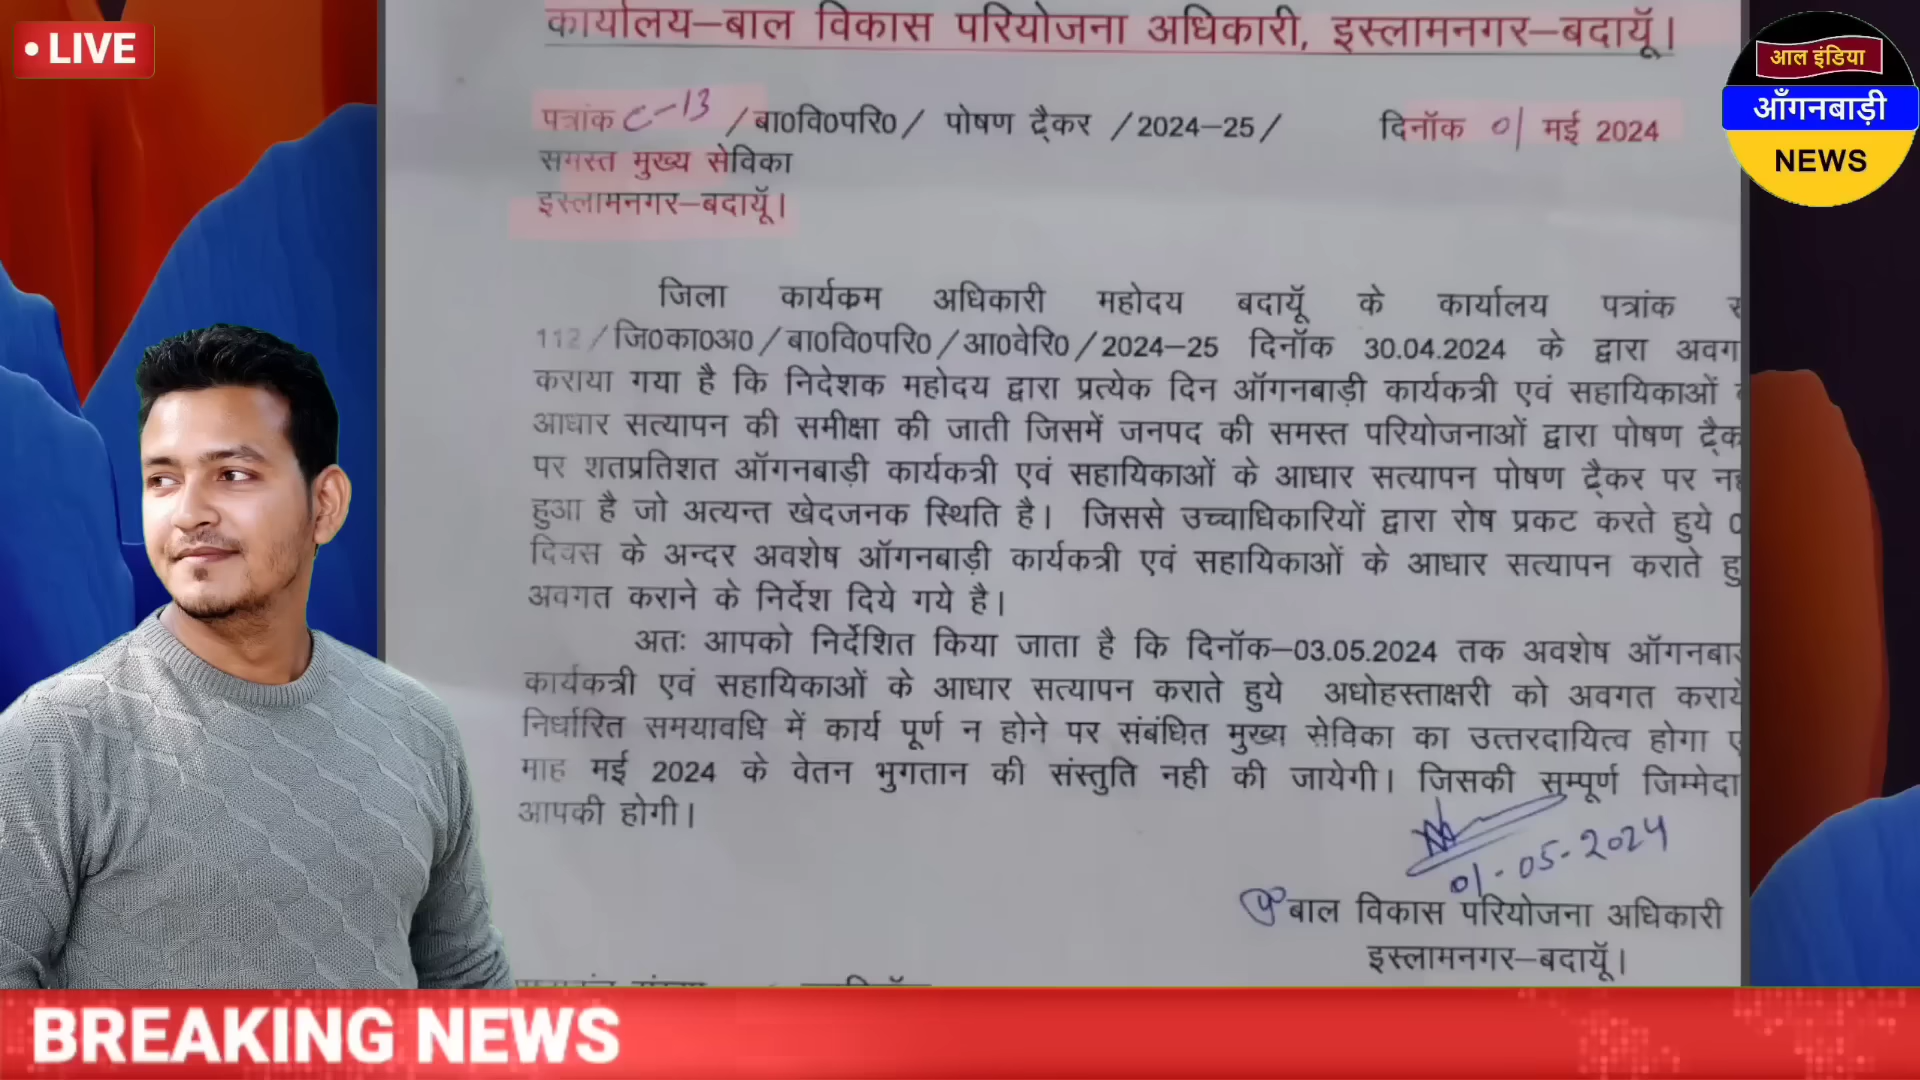 • LIVE
कार्यालय–बाल विकास परियोजना अधिकारी, इस्लामनगर–बदायूॅ।
आल इंडिया
आँगनबाड़ी
NEWS
पत्रांक C-13 /बा0वि0परि0/ पोषण ट्रैकर /2024–25/ दिनॉक 01 मई 2024
समस्त मुख्य सेविका
इस्लामनगर–बदायूॅ।
जिला कार्यक्रम अधिकारी महोदय बदायूॅ के कार्यालय पत्रांक
112/जि0का0अ0/बा0वि0परि0/आ0वेरि0/2024–25 दिनॉक 30.04.2024 के द्वारा
कराया गया है कि निदेशक महोदय द्वारा प्रत्येक दिन ऑगनबाड़ी कार्यकत्री एवं सहायिकाओं
आधार सत्यापन की समीक्षा की जाती जिसमें जनपद की समस्त परियोजनाओं द्वारा पोषण
पर शतप्रतिशत ऑगनबाड़ी कार्यकत्री एवं सहायिकाओं के आधार सत्यापन पोषण ट्रैकर पर
हुआ है जो अत्यन्त खेदजनक स्थिति है। जिससे उच्चाधिकारियों द्वारा रोष प्रकट करते हुये
दिवस के अन्दर अवशेष ऑगनबाड़ी कार्यकत्री एवं सहायिकाओं के आधार सत्यापन कराते
अवगत कराने के निर्देश दिये गये है।
अतः आपको निर्देशित किया जाता है कि दिनॉक–03.05.2024 तक अवशेष
कार्यकत्री एवं सहायिकाओं के आधार सत्यापन कराते हुये अधोहस्ताक्षरी को अवगत
निर्धारित समयावधि में कार्य पूर्ण न होने पर संबंधित मुख्य सेविका का उत्तरदायित्व होगा
माह मई 2024 के वेतन भुगतान की संस्तुति नही की जायेगी। जिसकी सम्पूर्ण
आपकी होगी।
01-05-2024
बाल विकास परियोजना अधिकारी
इस्लामनगर–बदायूॅ।
BREAKING NEWS